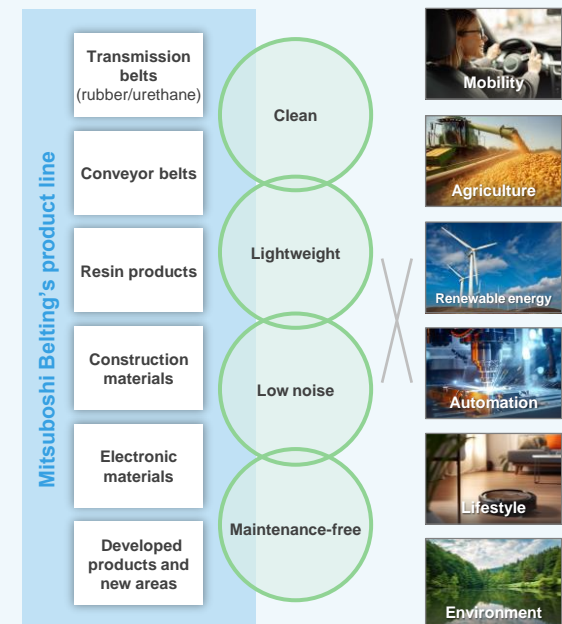 Mitsuboshi Belting's product line
Transmission
belts
(rubber/urethane)
Conveyor belts
Resin products
Construction
materials
Electronic
materials
Developed
products and
new areas
Clean
Lightweight
Low noise
Maintenance-free
Mobility
Agriculture
Renewable energy
Automation
Lifestyle
Environment